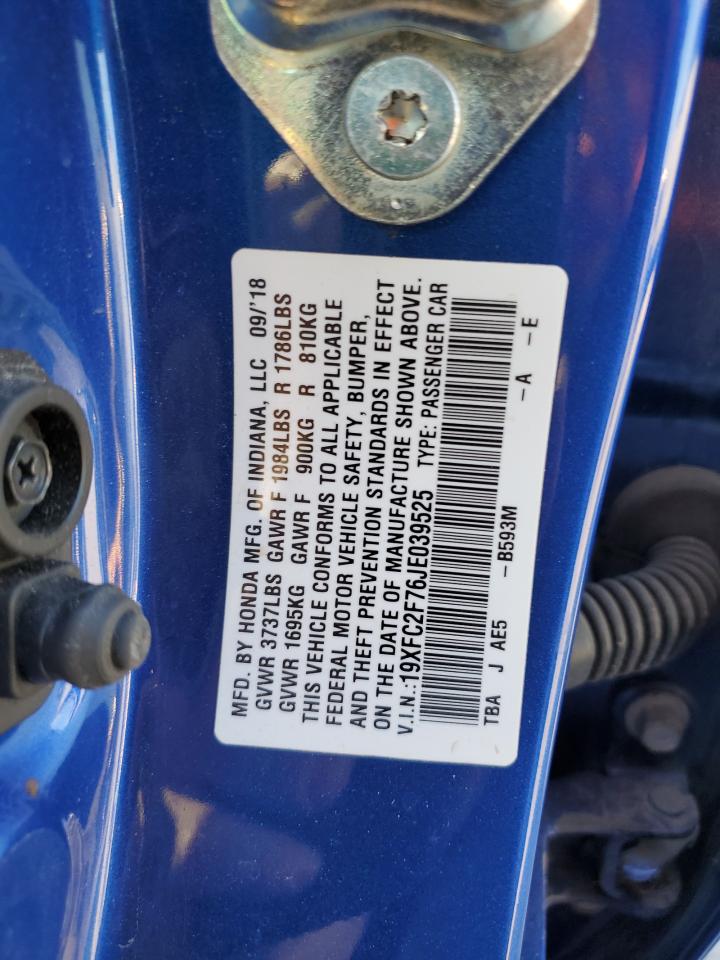 MFD. BY HONDA MFG. OF INDIANA, LLC 09/'18
GVWR 3737LBS GAWR F 1984LBS R 1786LBS
GVWR 1695KG GAWR F 900KG R 810KG
THIS VEHICLE CONFORMS TO ALL APPLICABLE
FEDERAL MOTOR VEHICLE SAFETY, BUMPER,
AND THEFT PREVENTION STANDARDS IN EFFECT
ON THE DATE OF MANUFACTURE SHOWN ABOVE.
V.I.N.:19XFC2F76JE039525 TYPE: PASSENGER CAR
TBA J AE5 -B593M -A -E